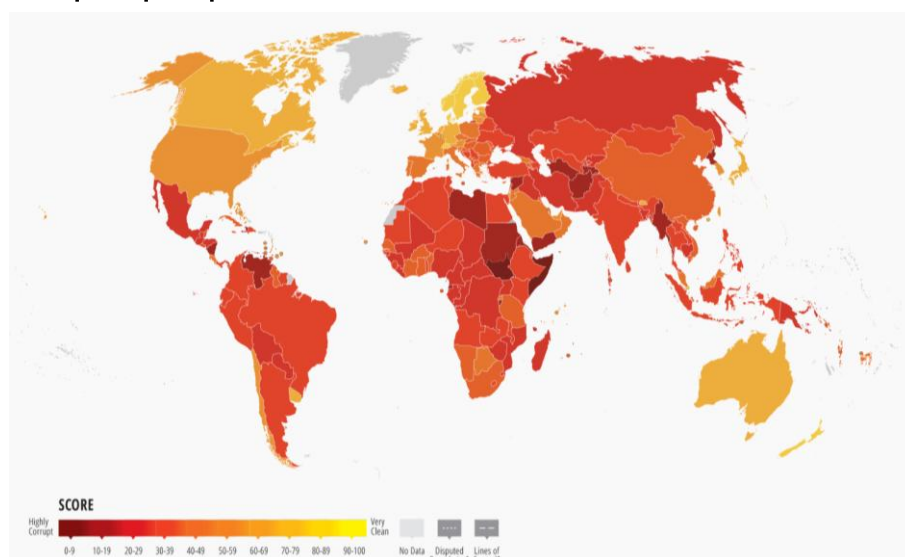 SCORE
Highly Corrupt
Very Clean
0-9 10-19 20-29 30-39 40-49 50-59 60-69 70-79 80-89 90-100
No Data Disputed Lines of